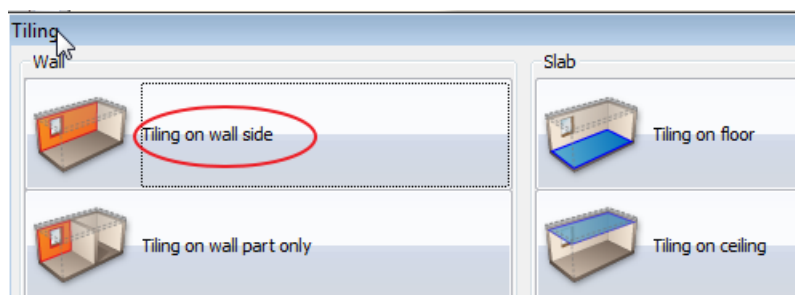 Tiling
Wall
Slab
Tiling on wall side
Tiling on floor
Tiling on wall part only
Tiling on ceiling